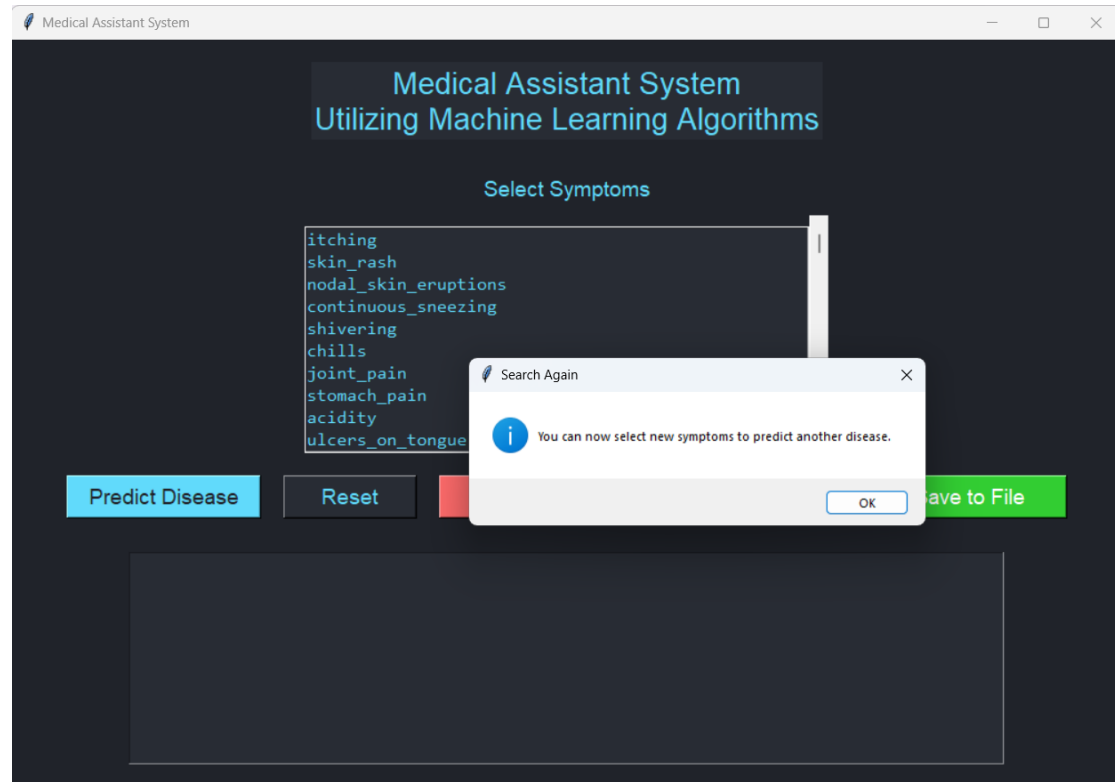 Medical Assistant System
Medical Assistant System
Utilizing Machine Learning Algorithms
Select Symptoms
itching
skin_rash
nodal_skin_eruptions
continuous_sneezing
shivering
chills
joint_pain
stomach_pain
acidity
ulcers_on_tongue
Search Again
You can now select new symptoms to predict another disease.
OK
Predict Disease
Reset
ave to File